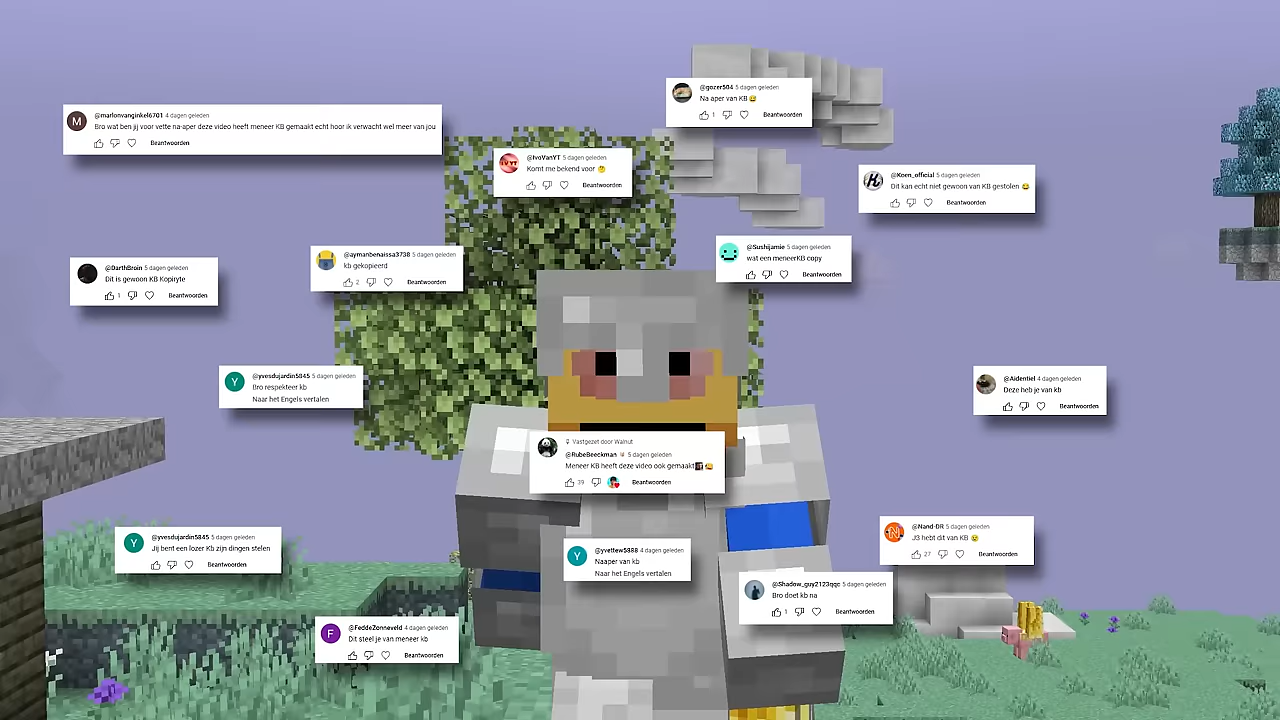 @gozer504 5 dagen geleden
Na aper van KB 😅
1 Beantwoorden
M
@marlonvanginkel6701 4 dagen geleden
Bro wat ben jij voor vette na-aper deze video heeft meneer KB gemaakt echt hoor ik verwacht wel meer van jou
Beantwoorden
@IvoVanYT 5 dagen geleden
Komt me bekend voor 🤔
Beantwoorden
@Koen_official 5 dagen geleden
Dit kan echt niet gewoon van KB gestolen 😂
Beantwoorden
@Sushijamie 5 dagen geleden
wat een meneerKB copy
Beantwoorden
@aymanbenaissa3738 5 dagen geleden
kb gekopieerd
2 Beantwoorden
@DarthBroin 5 dagen geleden
Dit is gewoon KB Kopiryte
1 Beantwoorden
Y
@yvesdujardin5845 5 dagen geleden
Bro respekteer kb
Naar het Engels vertalen
@Aidentiel 4 dagen geleden
Deze heb je van kb
Beantwoorden
Vastgezet door Walnut
@RubeBeeckman 5 dagen geleden
Meneer KB heeft deze video ook gemaakt
39 Beantwoorden
Y
@yvesdujardin5845 5 dagen geleden
Jij bent een lozer Kb zijn dingen stelen
Beantwoorden
N
@Nand-DR 5 dagen geleden
J3 hebt dit van KB 😢
27 Beantwoorden
Y
@yvettew5888 4 dagen geleden
Naaper van kb
Naar het Engels vertalen
@Shadow_guy2123qqc 5 dagen geleden
Bro doet kb na
1 Beantwoorden
F
@FeddeZonneveld 4 dagen geleden
Dit steel je van meneer kb
Beantwoorden